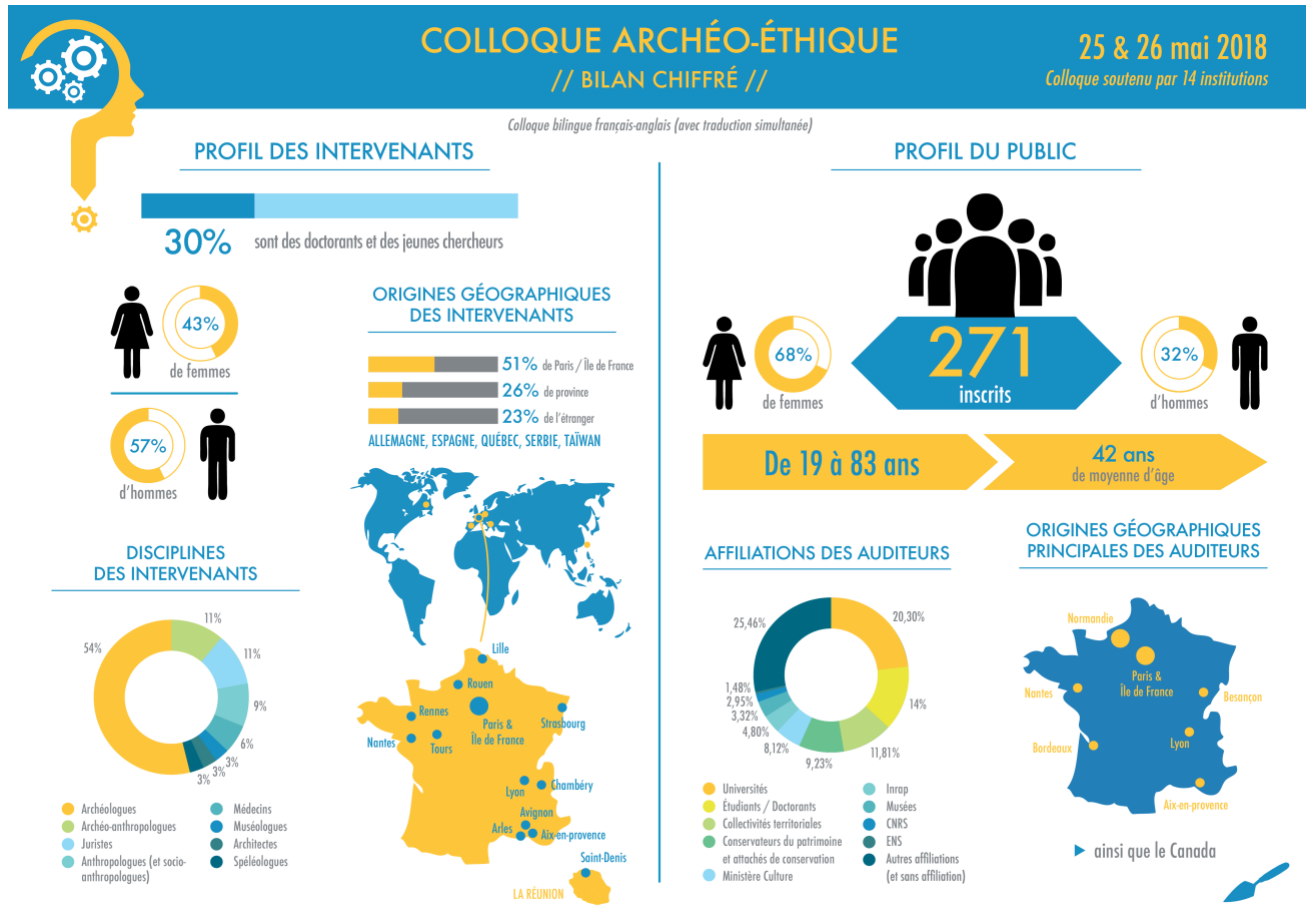 COLLOQUE ARCHÉO-ÉTHIQUE
// BILAN CHIFFRÉ //
25 & 26 mai 2018
Colloque soutenu par 14 institutions
Colloque bilingue français-anglais (avec traduction simultanée)
PROFIL DES INTERVENANTS
30% sont des doctorants et des jeunes chercheurs
43%
de femmes
57%
d'hommes
ORIGINES GÉOGRAPHIQUES
DES INTERVENANTS
51% de Paris / Île de France
26% de province
23% de l'étranger
ALLEMAGNE, ESPAGNE, QUÉBEC, SERBIE, TAÏWAN
Lille
Rouen
Rennes
Paris &
Île de France
Strasbourg
Nantes
Tours
Lyon
Chambéry
Avignon
Arles
Aix-en-provence
Saint-Denis
LA RÉUNION
DISCIPLINES
DES INTERVENANTS
54%
11%
11%
9%
6%
3%
3%
3%
Archéologues
Archéo-anthropologues
Juristes
Anthropologues (et socio-
anthropologues)
Médecins
Muséologues
Architectes
Spéléologues
PROFIL DU PUBLIC
271
inscrits
68%
de femmes
32%
d'hommes
De 19 à 83 ans
42 ans
de moyenne d'âge
AFFILIATIONS DES AUDITEURS
25,46%
20,30%
14%
11,81%
9,23%
8,12%
4,80%
3,32%
2,95%
1,48%
Universités
Étudiants / Doctorants
Collectivités territoriales
Conservateurs du patrimoine
et attachés de conservation
Ministère Culture
Inrap
Musées
CNRS
ENS
Autres affiliations
(et sans affiliation)
ORIGINES GÉOGRAPHIQUES
PRINCIPALES DES AUDITEURS
Normandie
Paris &
Île de France
Nantes
Besançon
Bordeaux
Lyon
Aix-en-provence
ainsi que le Canada